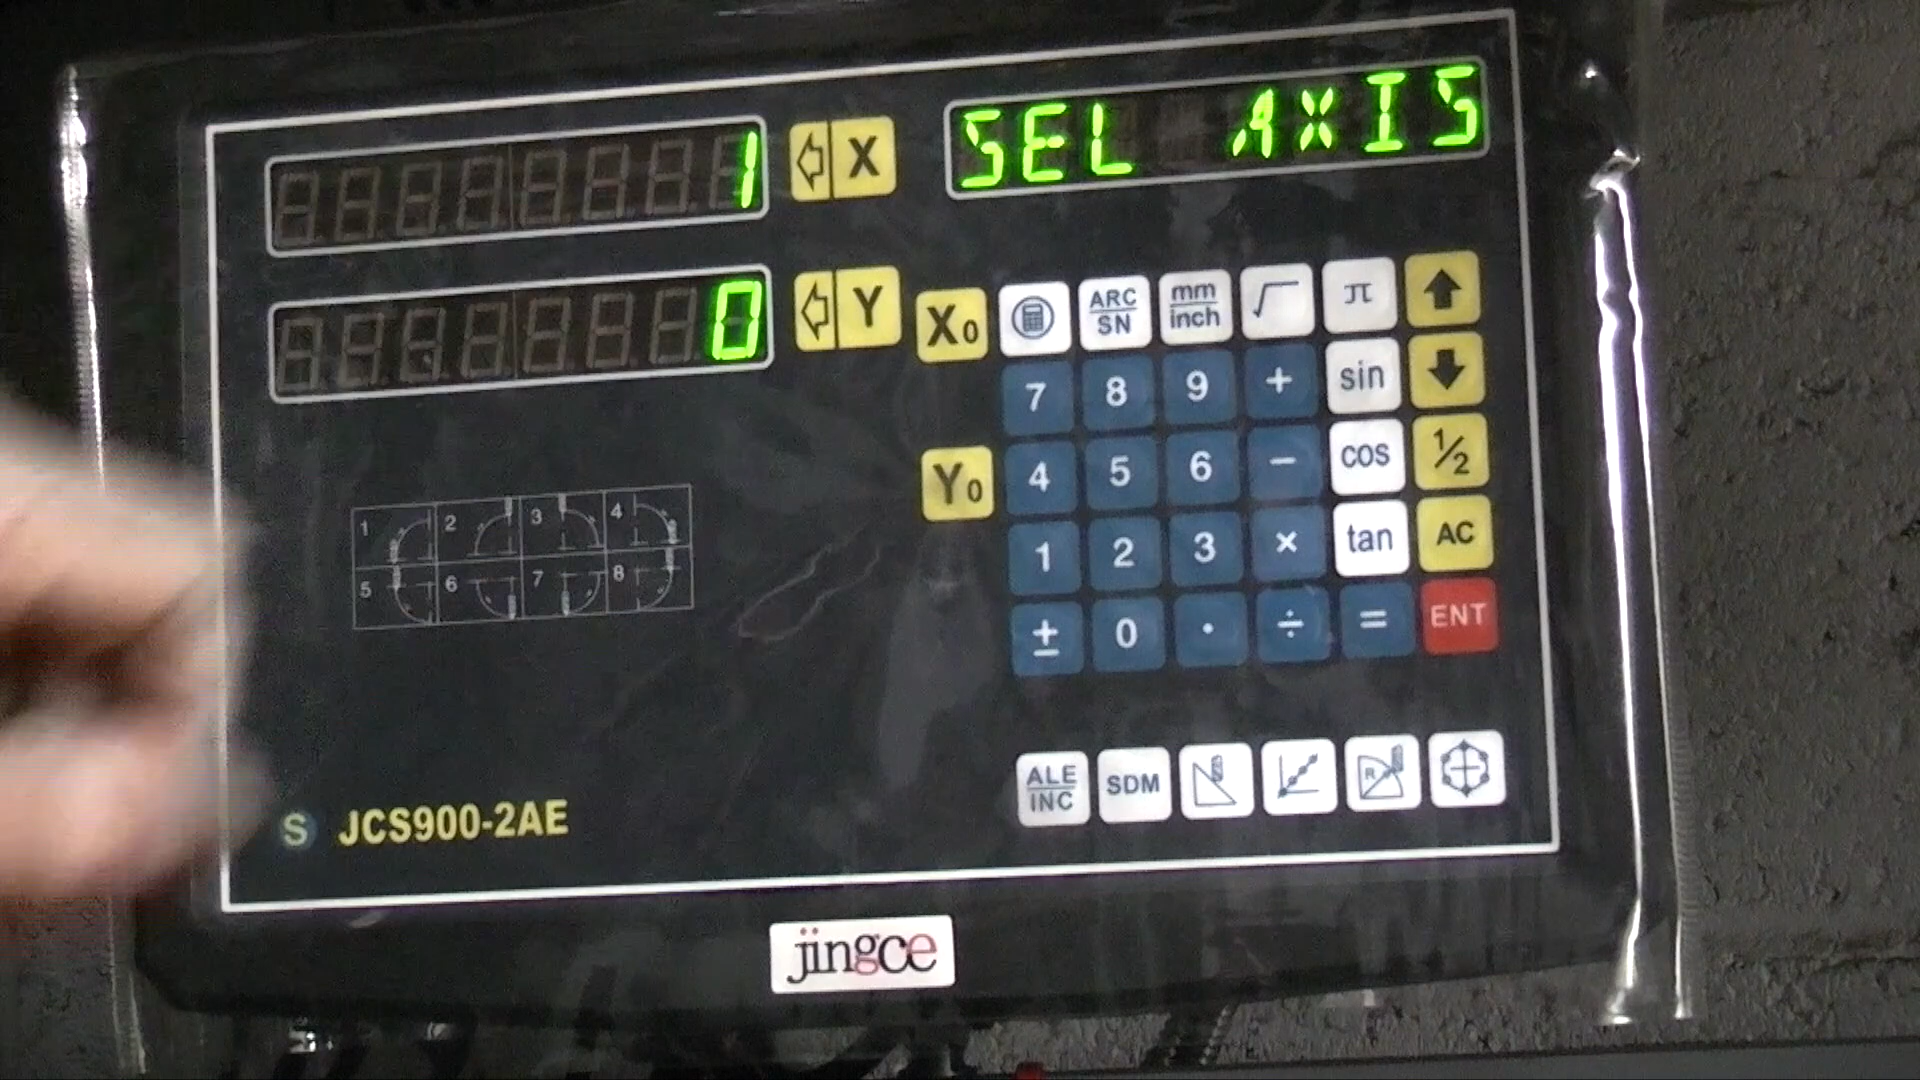 1
X
SEL AXIS
0
Y
X0
ARC
SN
mm
inch
√
π
7
8
9
+
sin
Y0
4
5
6
−
cos
1/2
1
2
3
×
tan
AC
±
0
·
÷
=
ENT
1
2
3
4
5
6
7
8
ALE
INC
SDM
R
S JCS900-2AE
jingce